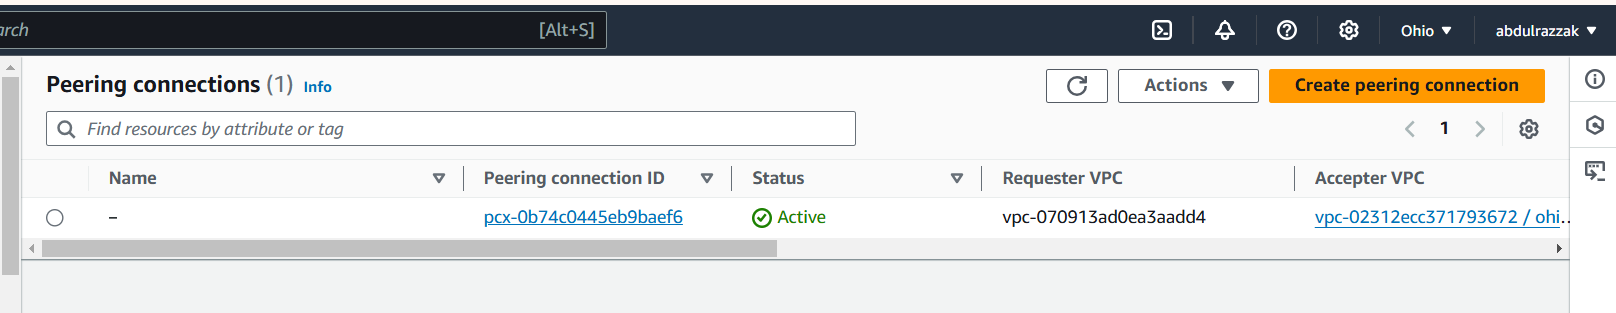 arch [Alt+S] Ohio abdulrazzak
Peering connections (1) Info Actions Create peering connection
Find resources by attribute or tag 1
Name Peering connection ID Status Requester VPC Accepter VPC
– pcx-0b74c0445eb9baef6 Active vpc-070913ad0ea3aadd4 vpc-02312ecc371793672 / ohi...